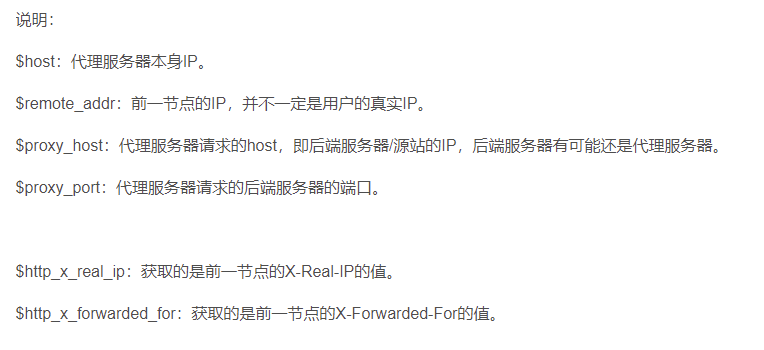 说明：
$host：代理服务器本身IP。
$remote_addr：前一节点的IP，并不一定是用户的真实IP。
$proxy_host：代理服务器请求的host，即后端服务器/源站的IP，后端服务器有可能还是代理服务器。
$proxy_port：代理服务器请求的后端服务器的端口。
$http_x_real_ip：获取的是前一节点的X-Real-IP的值。
$http_x_forwarded_for：获取的是前一节点的X-Forwarded-For的值。